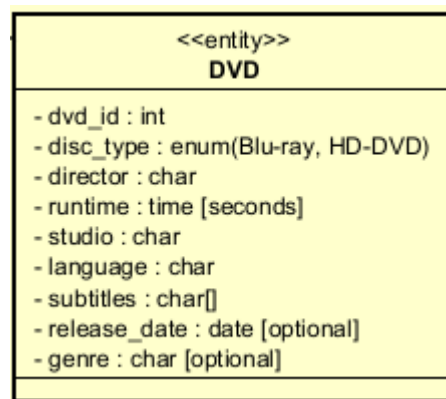 <<entity>>
DVD
- dvd_id : int
- disc_type : enum(Blu-ray, HD-DVD)
- director : char
- runtime : time [seconds]
- studio : char
- language : char
- subtitles : char[]
- release_date : date [optional]
- genre : char [optional]